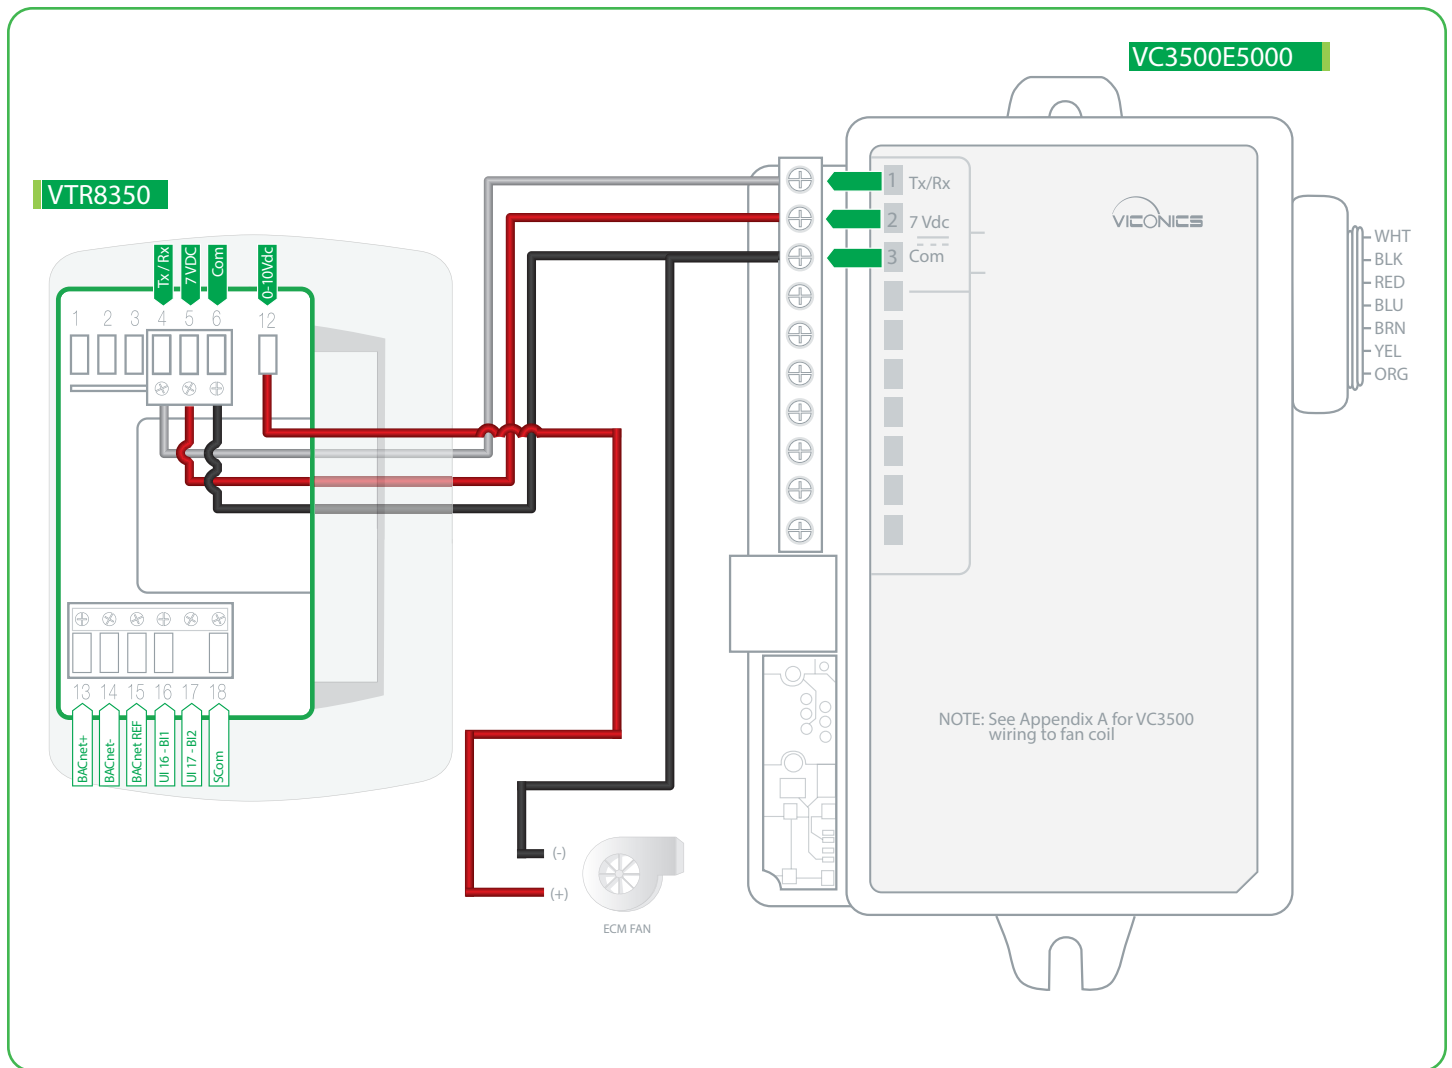 VC3500E5000
VTR8350
Tx / Rx
7 VDC
Com
0-10Vdc
1
2
3
4
5
6
12
1 Tx/Rx
2 7 Vdc
3 Com
VICONICS
WHT
BLK
RED
BLU
BRN
YEL
ORG
13
14
15
16
17
18
BACnet+
BACnet-
BACnet REF
UI 16 - BI1
UI 17 - BI2
SCom
NOTE: See Appendix A for VC3500
wiring to fan coil
(-)
(+)
ECM FAN